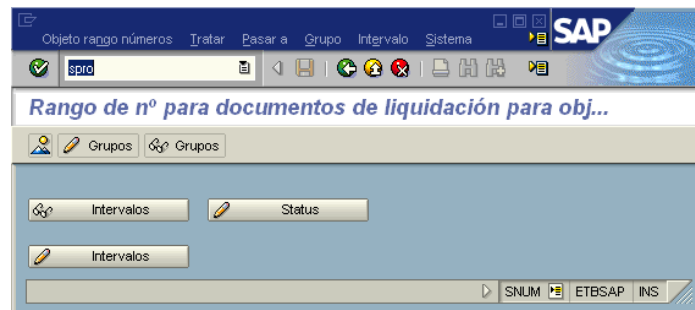 Objeto rango números Tratar Pasar a Grupo Intervalo Sistema
SAP
spro
Rango de nº para documentos de liquidación para obj...
Grupos Grupos
Intervalos Status
Intervalos
SNUM ETBSAP INS